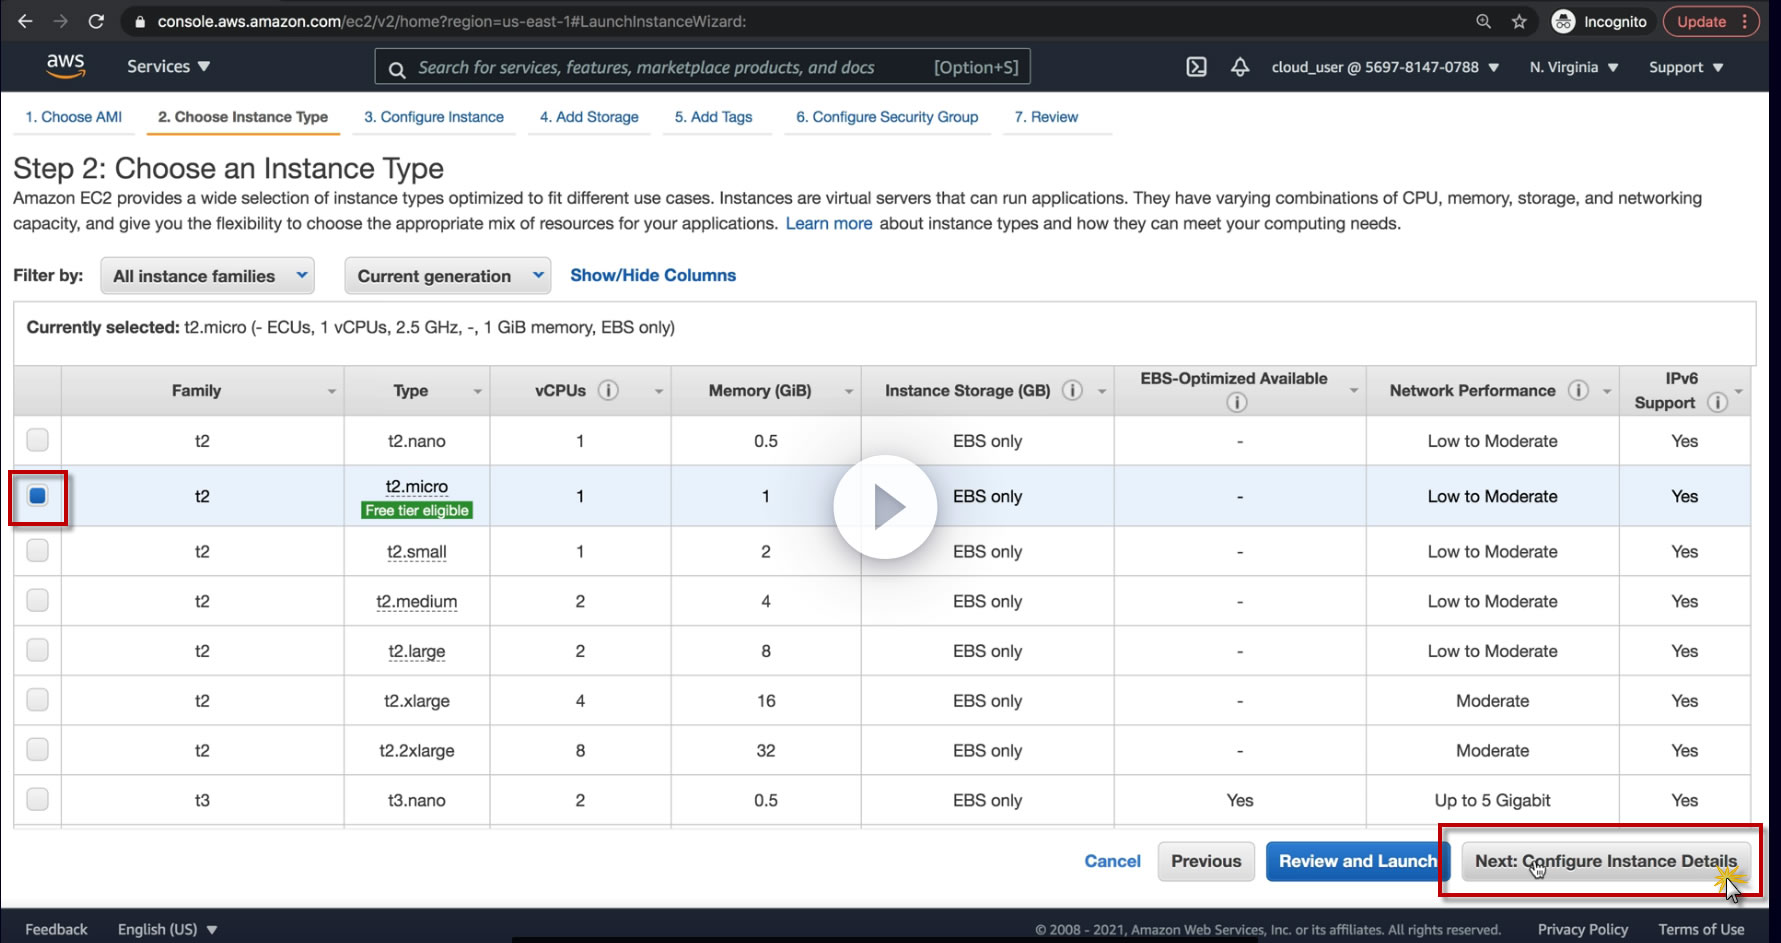 console.aws.amazon.com/ec2/v2/home?region=us-east-1#LaunchInstanceWizard:
Incognito
Update
aws
Services
Search for services, features, marketplace products, and docs [Option+S]
cloud_user @ 5697-8147-0788
N. Virginia
Support
1. Choose AMI 2. Choose Instance Type 3. Configure Instance 4. Add Storage 5. Add Tags 6. Configure Security Group 7. Review
Step 2: Choose an Instance Type
Amazon EC2 provides a wide selection of instance types optimized to fit different use cases. Instances are virtual servers that can run applications. They have varying combinations of CPU, memory, storage, and networking
capacity, and give you the flexibility to choose the appropriate mix of resources for your applications. Learn more about instance types and how they can meet your computing needs.
Filter by: All instance families Current generation Show/Hide Columns
Currently selected: t2.micro (- ECUs, 1 vCPUs, 2.5 GHz, -, 1 GiB memory, EBS only)
Family Type vCPUs i Memory (GiB) Instance Storage (GB) i EBS-Optimized Available i Network Performance i IPv6 Support i
t2 t2.nano 1 0.5 EBS only - Low to Moderate Yes
t2 t2.micro 1 1 EBS only - Low to Moderate Yes
Free tier eligible
t2 t2.small 1 2 EBS only - Low to Moderate Yes
t2 t2.medium 2 4 EBS only - Low to Moderate Yes
t2 t2.large 2 8 EBS only - Low to Moderate Yes
t2 t2.xlarge 4 16 EBS only - Moderate Yes
t2 t2.2xlarge 8 32 EBS only - Moderate Yes
t3 t3.nano 2 0.5 EBS only Yes Up to 5 Gigabit Yes
Cancel Previous Review and Launch Next: Configure Instance Details
Feedback English (US) © 2008 - 2021, Amazon Web Services, Inc. or its affiliates. All rights reserved. Privacy Policy Terms of Use